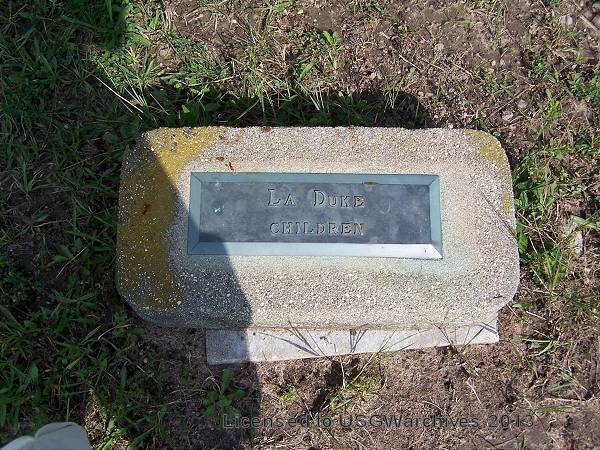 La Duke
CHILDREN
Licensed to USGWarchives 2013